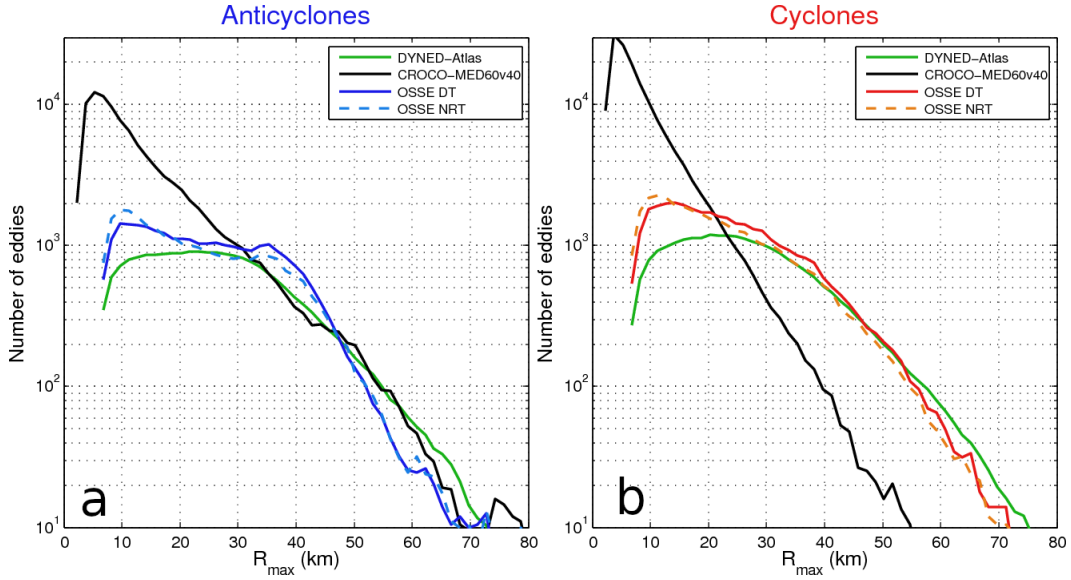 Anticyclones
Cyclones
Number of eddies
10^4
10^3
10^2
10^1
DYNED−Atlas
CROCO−MED60v40
OSSE DT
OSSE NRT
a
0 10 20 30 40 50 60 70 80
R_max (km)
Number of eddies
10^4
10^3
10^2
10^1
DYNED−Atlas
CROCO−MED60v40
OSSE DT
OSSE NRT
b
0 10 20 30 40 50 60 70 80
R_max (km)